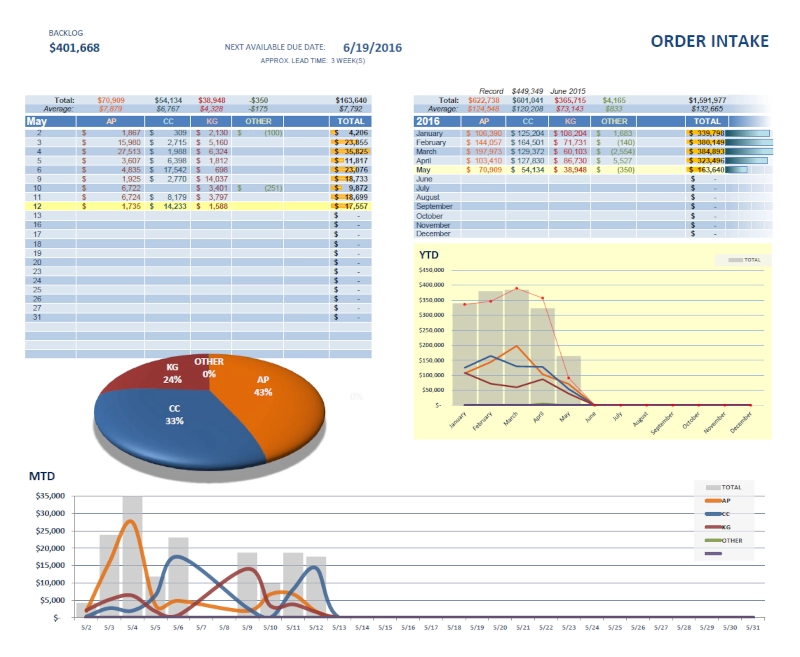 BACKLOG
$401,668
NEXT AVAILABLE DUE DATE: 6/19/2016
APPROX. LEAD TIME: 3 WEEK(S)
ORDER INTAKE
Total: $70,909 $54,134 $38,948 -$350 $163,640
Average: $7,879 $6,767 $4,328 -$175 $7,792
May AP CC KG OTHER TOTAL
2 $ 1,867 $ 309 $ 2,130 $ (100) $ 4,206
3 $ 15,980 $ 2,715 $ 5,160 $ 23,855
4 $ 27,513 $ 1,988 $ 6,324 $ 35,825
5 $ 3,607 $ 6,398 $ 1,812 $ 11,817
6 $ 4,835 $ 17,542 $ 698 $ 23,076
9 $ 1,925 $ 2,770 $ 14,037 $ 18,733
10 $ 6,722 $ 3,401 $ (251) $ 9,872
11 $ 6,724 $ 8,179 $ 3,797 $ 18,699
12 $ 1,735 $ 14,233 $ 1,588 $ 17,557
13 $ -
16 $ -
17 $ -
18 $ -
19 $ -
20 $ -
23 $ -
24 $ -
25 $ -
26 $ -
27 $ -
31 $ -
Record $449,349 June 2015
Total: $622,738 $601,041 $365,715 $4,165 $1,591,977
Average: $124,548 $120,208 $73,143 $833 $132,665
2016 AP CC KG OTHER TOTAL
January $ 106,390 $ 125,204 $ 108,204 $ 1,683 $ 339,798
February $ 144,057 $ 164,501 $ 71,731 $ (140) $ 380,149
March $ 197,973 $ 129,372 $ 60,103 $ (2,554) $ 384,893
April $ 103,410 $ 127,830 $ 86,730 $ 5,527 $ 323,496
May $ 70,909 $ 54,134 $ 38,948 $ (350) $ 163,640
June $ -
July $ -
August $ -
September $ -
October $ -
November $ -
December $ -
YTD
TOTAL
$450,000
$400,000
$350,000
$300,000
$250,000
$200,000
$150,000
$100,000
$50,000
$-
January February March April May June July August September October November December
OTHER
0%
KG
24%
AP
43%
CC
33%
0%
MTD
$35,000
$30,000
$25,000
$20,000
$15,000
$10,000
$5,000
$-
TOTAL
AP
CC
KG
OTHER
5/2 5/3 5/4 5/5 5/6 5/7 5/8 5/9 5/10 5/11 5/12 5/13 5/14 5/15 5/16 5/17 5/18 5/19 5/20 5/21 5/22 5/23 5/24 5/25 5/26 5/27 5/28 5/29 5/30 5/31